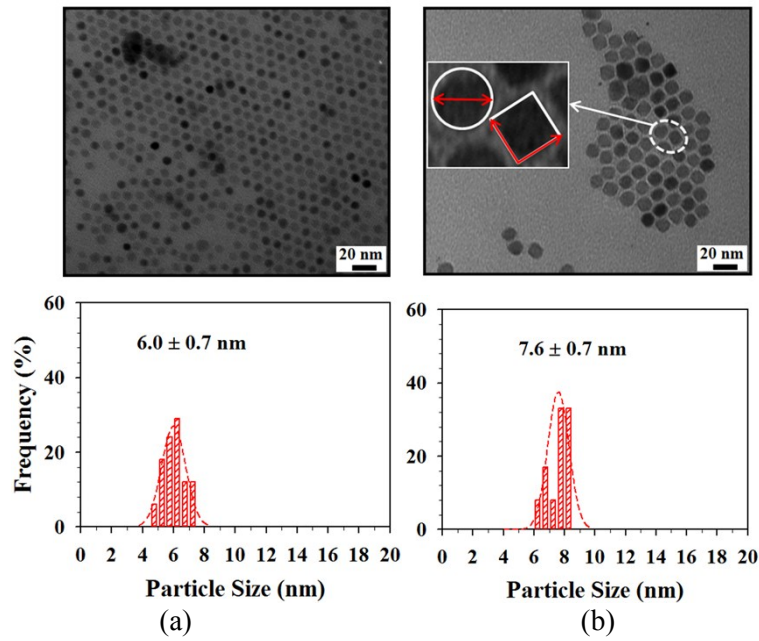 20 nm
20 nm
60
40
20
0
Frequency (%)
6.0 ± 0.7 nm
0 2 4 6 8 10 12 14 16 18 20
Particle Size (nm)
(a)
60
40
20
0
7.6 ± 0.7 nm
0 2 4 6 8 10 12 14 16 18 20
Particle Size (nm)
(b)